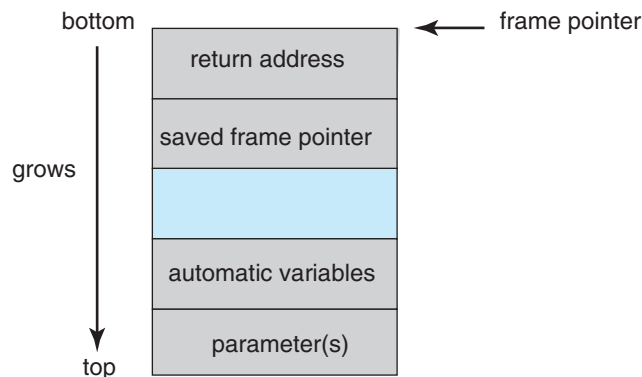 bottom
frame pointer
return address
saved frame pointer
grows
automatic variables
parameter(s)
top